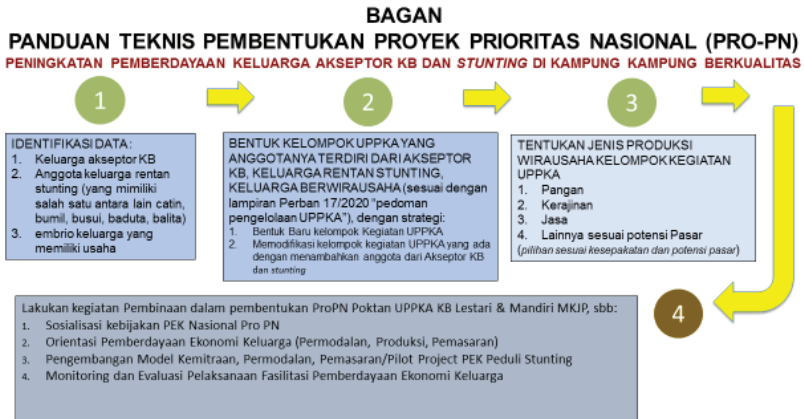 BAGAN
PANDUAN TEKNIS PEMBENTUKAN PROYEK PRIORITAS NASIONAL (PRO-PN)
PENINGKATAN PEMBERDAYAAN KELUARGA AKSEPTOR KB DAN STUNTING DI KAMPUNG KAMPUNG BERKUALITAS
1
IDENTIFIKASI DATA:
1. Keluarga akseptor KB
2. Anggota keluarga rentan
stunting (yang mimiliki
salah satu antara lain catin,
bumil, busui, baduta, balita)
3. embrio keluarga yang
memiliki usaha
2
BENTUK KELOMPOK UPPKA YANG
ANGGOTANYA TERDIRI DARI AKSEPTOR
KB, KELUARGA RENTAN STUNTING,
KELUARGA BERWIRAUSAHA (sesuai dengan
lampiran Perban 17/2020 "pedoman
pengelolaan UPPKA"), dengan strategi:
1. Bentuk Baru kelompok Kegiatan UPPKA
2. Memodifikasi kelompok kegiatan UPPKA yang ada
dengan menambahkan anggota dari Akseptor KB
dan stunting
3
TENTUKAN JENIS PRODUKSI
WIRAUSAHA KELOMPOK KEGIATAN
UPPKA
1. Pangan
2. Kerajinan
3. Jasa
4. Lainnya sesuai potensi Pasar
(pilihan sesuai kesepakatan dan potensi pasar)
4
Lakukan kegiatan Pembinaan dalam pembentukan ProPN Poktan UPPKA KB Lestari & Mandiri MKJP, sbb:
1. Sosialisasi kebijakan PEK Nasional Pro PN
2. Orientasi Pemberdayaan Ekonomi Keluarga (Permodalan, Produksi, Pemasaran)
3. Pengembangan Model Kemitraan, Permodalan, Pemasaran/Pilot Project PEK Peduli Stunting
4. Monitoring dan Evaluasi Pelaksanaan Fasilitasi Pemberdayaan Ekonomi Keluarga